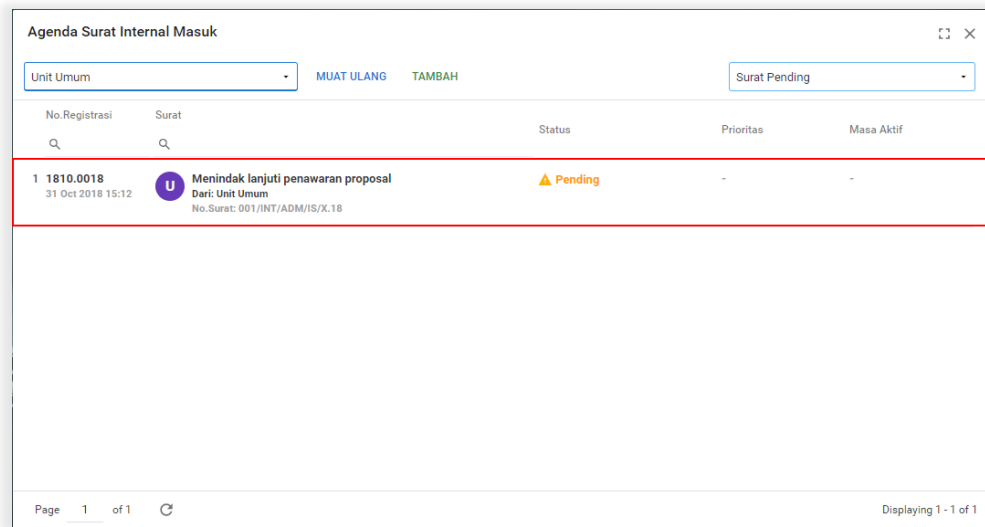 Agenda Surat Internal Masuk
Unit Umum MUAT ULANG TAMBAH Surat Pending
No.Registrasi Surat Status Prioritas Masa Aktif
1 1810.0018 U Menindak lanjuti penawaran proposal Pending - -
31 Oct 2018 15:12 Dari: Unit Umum
No.Surat: 001/INT/ADM/IS/X.18
Page 1 of 1 Displaying 1 - 1 of 1